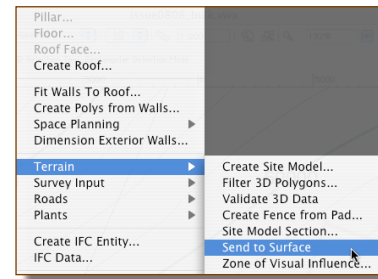 Pillar...
Floor...
Roof Face...
Create Roof...
Fit Walls To Roof...
Create Polys from Walls...
Space Planning
Dimension Exterior Walls...
Terrain
Survey Input
Roads
Plants
Create IFC Entity...
IFC Data...
Create Site Model...
Filter 3D Polygons...
Validate 3D Data
Create Fence from Pad...
Site Model Section...
Send to Surface
Zone of Visual Influence...